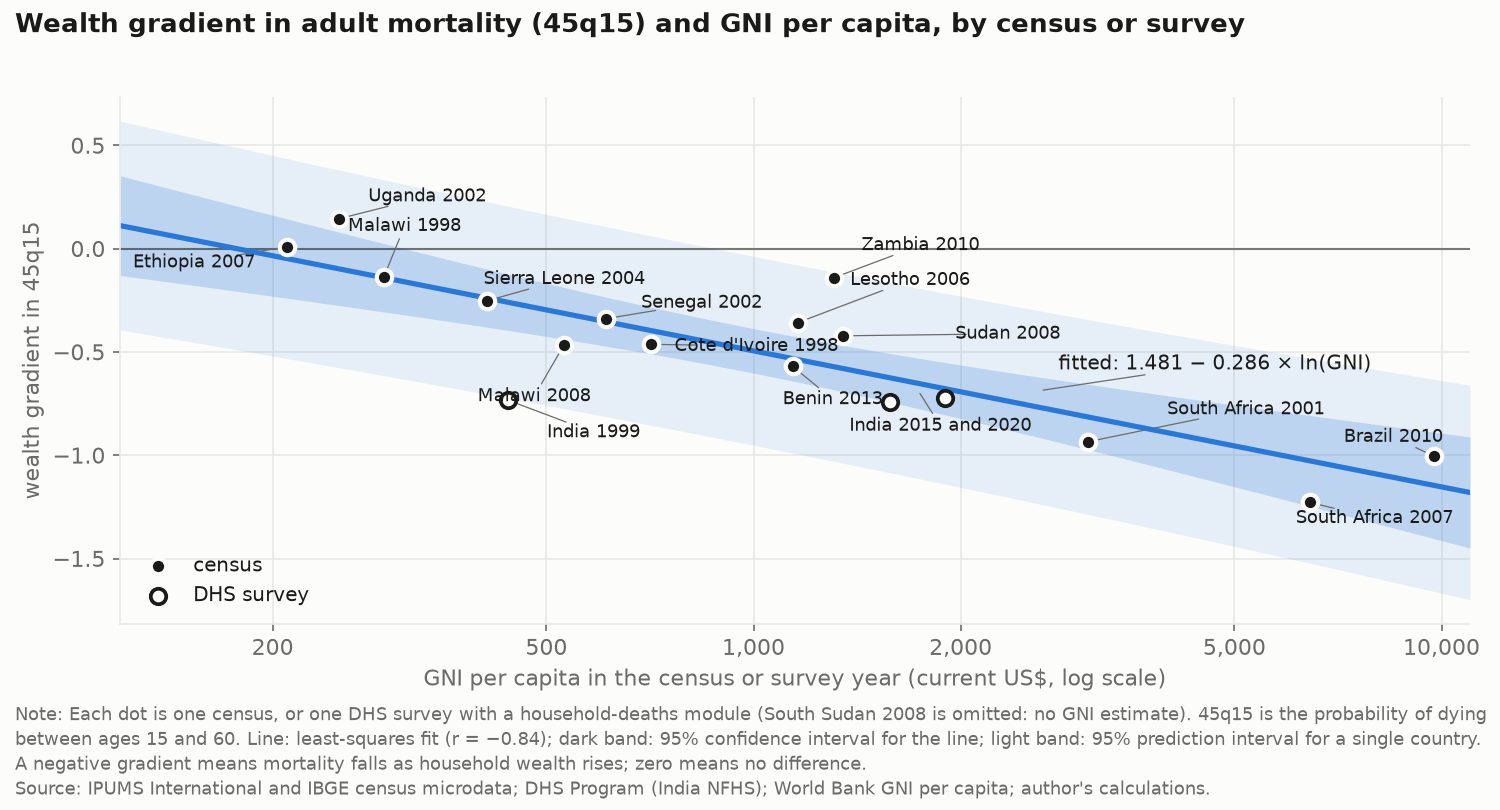 Wealth gradient in adult mortality (45q15) and GNI per capita, by census or survey
wealth gradient in 45q15
0.5
0.0
−0.5
−1.0
−1.5
Uganda 2002
Malawi 1998
Ethiopia 2007
Sierra Leone 2004
Senegal 2002
Zambia 2010
Lesotho 2006
Sudan 2008
Cote d'Ivoire 1998
fitted: 1.481 − 0.286 × ln(GNI)
Malawi 2008
Benin 2013
India 1999
India 2015 and 2020
South Africa 2001
Brazil 2010
South Africa 2007
census
DHS survey
200
500
1,000
2,000
5,000
10,000
GNI per capita in the census or survey year (current US$, log scale)
Note: Each dot is one census, or one DHS survey with a household-deaths module (South Sudan 2008 is omitted: no GNI estimate). 45q15 is the probability of dying
between ages 15 and 60. Line: least-squares fit (r = −0.84); dark band: 95% confidence interval for the line; light band: 95% prediction interval for a single country.
A negative gradient means mortality falls as household wealth rises; zero means no difference.
Source: IPUMS International and IBGE census microdata; DHS Program (India NFHS); World Bank GNI per capita; author's calculations.